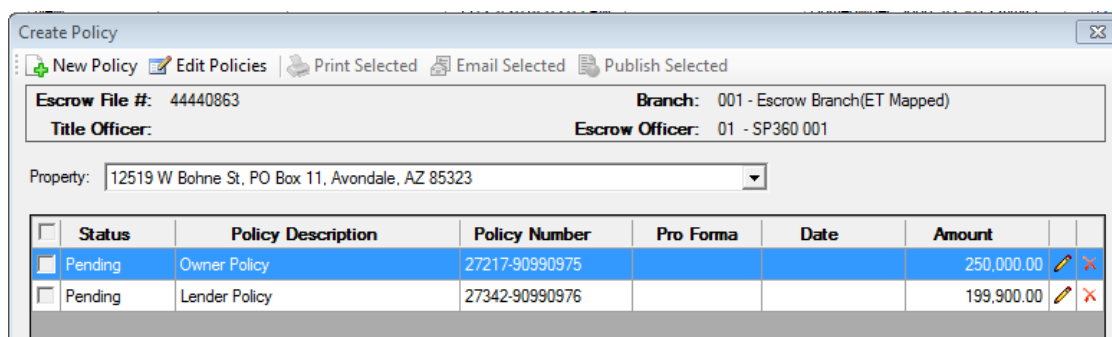 Create Policy
New Policy Edit Policies Print Selected Email Selected Publish Selected
Escrow File #: 44440863 Branch: 001 - Escrow Branch(ET Mapped)
Title Officer: Escrow Officer: 01 - SP360 001
Property: 12519 W Bohne St, PO Box 11, Avondale, AZ 85323
Status Policy Description Policy Number Pro Forma Date Amount
Pending Owner Policy 27217-90990975 250,000.00
Pending Lender Policy 27342-90990976 199,900.00